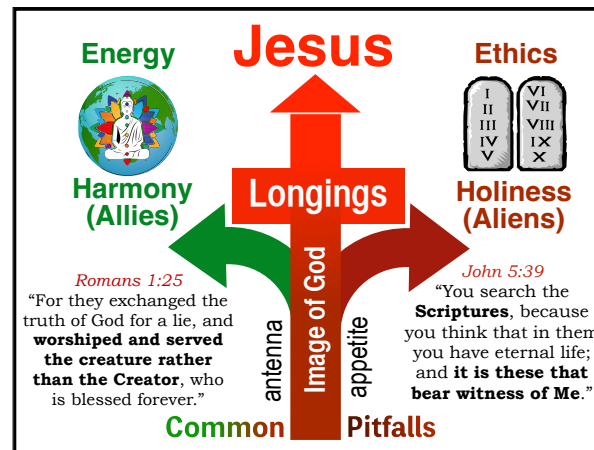 Jesus
Energy
Harmony
(Allies)
Romans 1:25
“For they exchanged the
truth of God for a lie, and
worshiped and served
the creature rather
than the Creator, who
is blessed forever.”
Longings
Image of God
antenna
appetite
Ethics
I
II
III
IV
V
VI
VII
VIII
IX
X
Holiness
(Aliens)
John 5:39
“You search the
Scriptures, because
you think that in them
you have eternal life;
and it is these that
bear witness of Me.”
Common Pitfalls